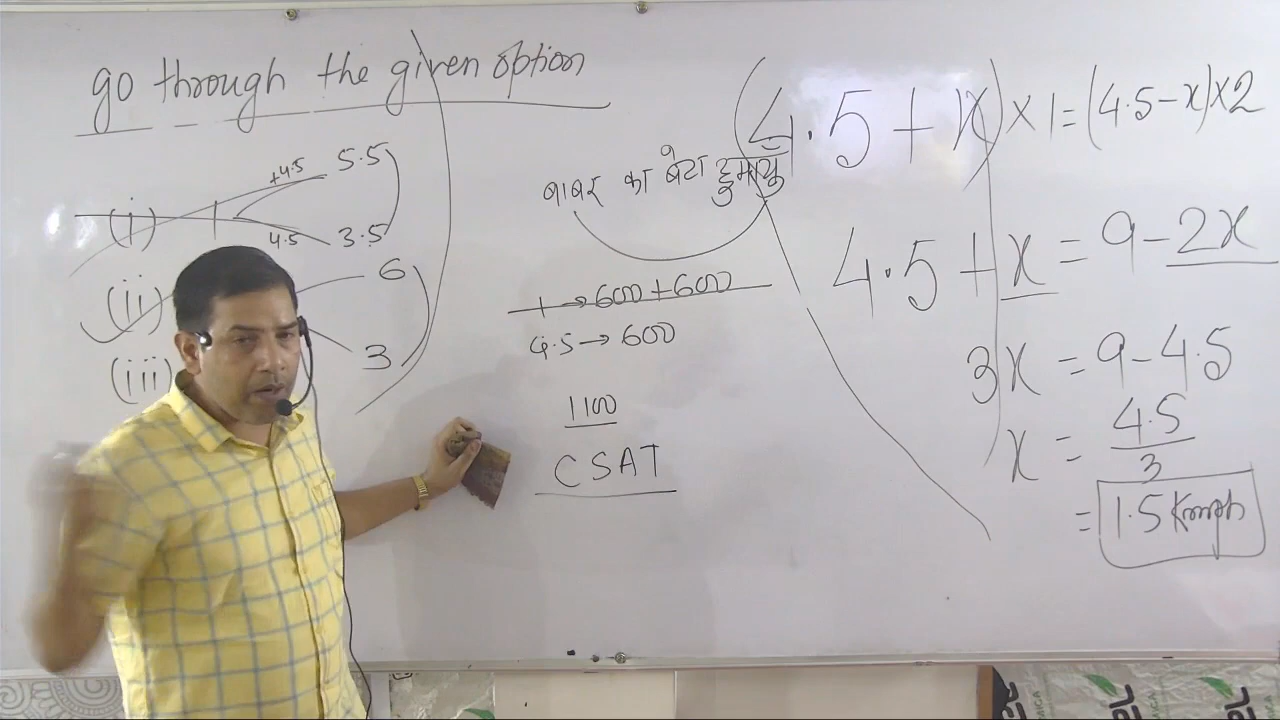 go through the given option
(i) 1 +4.5 5.5
4.5 3.5
(ii) 6
3
(iii)
बाबर का बेटा हुमायु
1 → 600 + 600
4.5 → 600
1100
CSAT
(4.5 + x) × 1 = (4.5 - x) × 2
4.5 + x = 9 - 2x
3x = 9 - 4.5
x = 4.5
3
= 1.5 Kmph